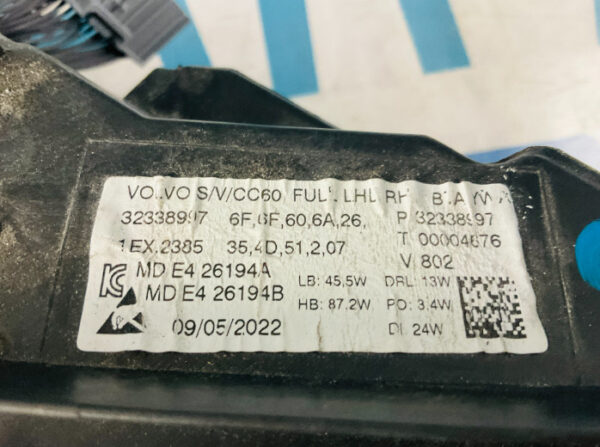 VOLVO S/V/CC60 FULL LHD RH
32338997 6F,6F,60,6A,26, P 32338997
1EX.2385 35,4D,51,2,07 T 00004676
V 802
MD E4 26194A LB: 45,5W DRL: 13W
MD E4 26194B HB: 87.2W PO: 3,4W
09/05/2022 DI 24W